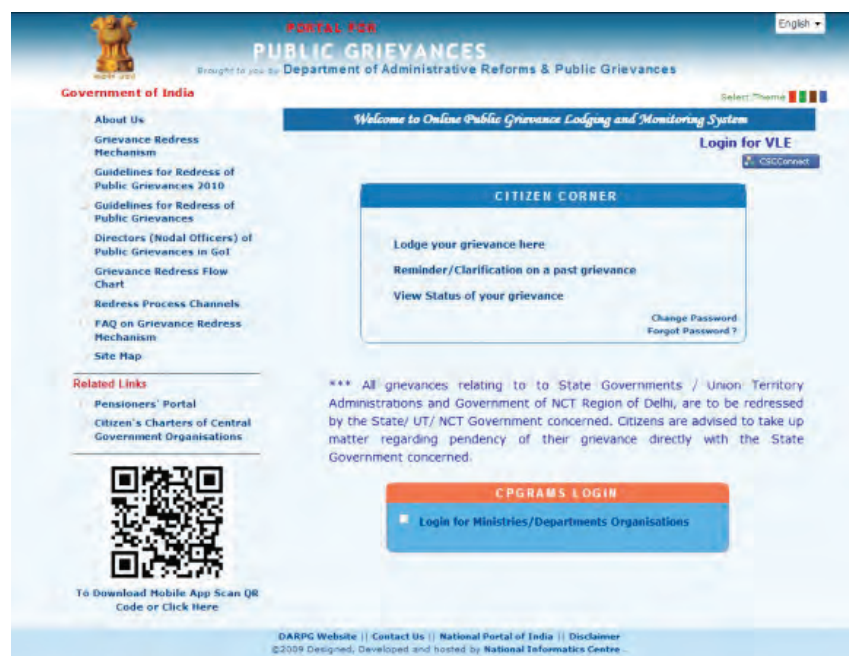 English
PORTAL FOR
PUBLIC GRIEVANCES
Brought to you by Department of Administrative Reforms & Public Grievances
Government of India
Select Theme
About Us
Grievance Redress
Mechanism
Guidelines for Redress of
Public Grievances 2010
Guidelines for Redress of
Public Grievances
Directors (Nodal Officers) of
Public Grievances in GoI
Grievance Redress Flow
Chart
Redress Process Channels
FAQ on Grievance Redress
Mechanism
Site Map
Related Links
Pensioners' Portal
Citizen's Charters of Central
Government Organisations
To Download Mobile App Scan QR
Code or Click Here
Welcome to Online Public Grievance Lodging and Monitoring System
Login for VLE
CSCConnect
CITIZEN CORNER
Lodge your grievance here
Reminder/Clarification on a past grievance
View Status of your grievance
Change Password
Forgot Password?
*** All grievances relating to to State Governments / Union Territory
Administrations and Government of NCT Region of Delhi, are to be redressed
by the State/ UT/ NCT Government concerned. Citizens are advised to take up
matter regarding pendency of their grievance directly with the State
Government concerned.
CPGRAMS LOGIN
Login for Ministries/Departments Organisations
DARPG Website || Contact Us || National Portal of India || Disclaimer
©2009 Designed, Developed and hosted by National Informatics Centre